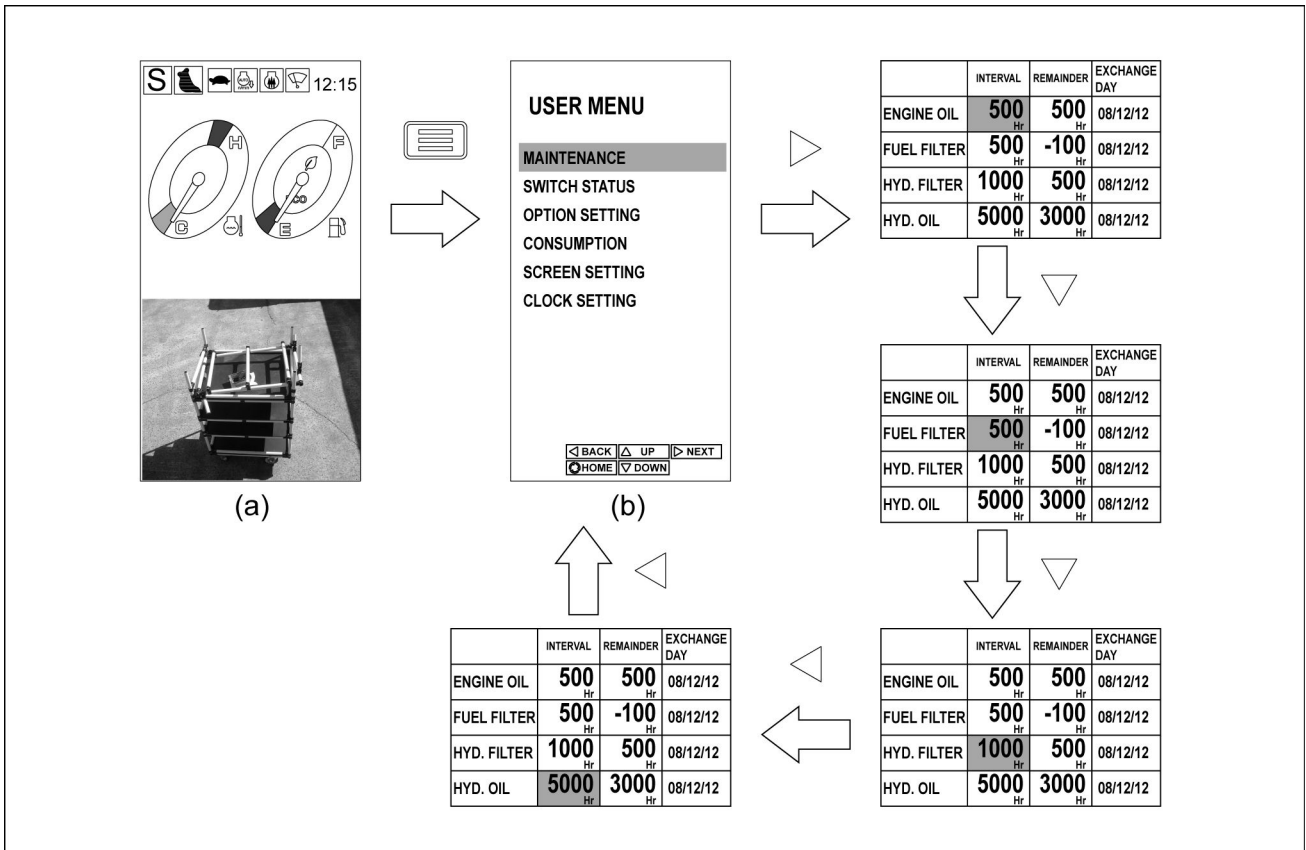 S AUTO 12:15
H F
ECO
C E
(a)
USER MENU
MAINTENANCE
SWITCH STATUS
OPTION SETTING
CONSUMPTION
SCREEN SETTING
CLOCK SETTING
BACK UP NEXT
HOME DOWN
(b)
INTERVAL REMAINDER EXCHANGE DAY
ENGINE OIL 500 Hr 500 Hr 08/12/12
FUEL FILTER 500 Hr -100 Hr 08/12/12
HYD. FILTER 1000 Hr 500 Hr 08/12/12
HYD. OIL 5000 Hr 3000 Hr 08/12/12
INTERVAL REMAINDER EXCHANGE DAY
ENGINE OIL 500 Hr 500 Hr 08/12/12
FUEL FILTER 500 Hr -100 Hr 08/12/12
HYD. FILTER 1000 Hr 500 Hr 08/12/12
HYD. OIL 5000 Hr 3000 Hr 08/12/12
INTERVAL REMAINDER EXCHANGE DAY
ENGINE OIL 500 Hr 500 Hr 08/12/12
FUEL FILTER 500 Hr -100 Hr 08/12/12
HYD. FILTER 1000 Hr 500 Hr 08/12/12
HYD. OIL 5000 Hr 3000 Hr 08/12/12
INTERVAL REMAINDER EXCHANGE DAY
ENGINE OIL 500 Hr 500 Hr 08/12/12
FUEL FILTER 500 Hr -100 Hr 08/12/12
HYD. FILTER 1000 Hr 500 Hr 08/12/12
HYD. OIL 5000 Hr 3000 Hr 08/12/12